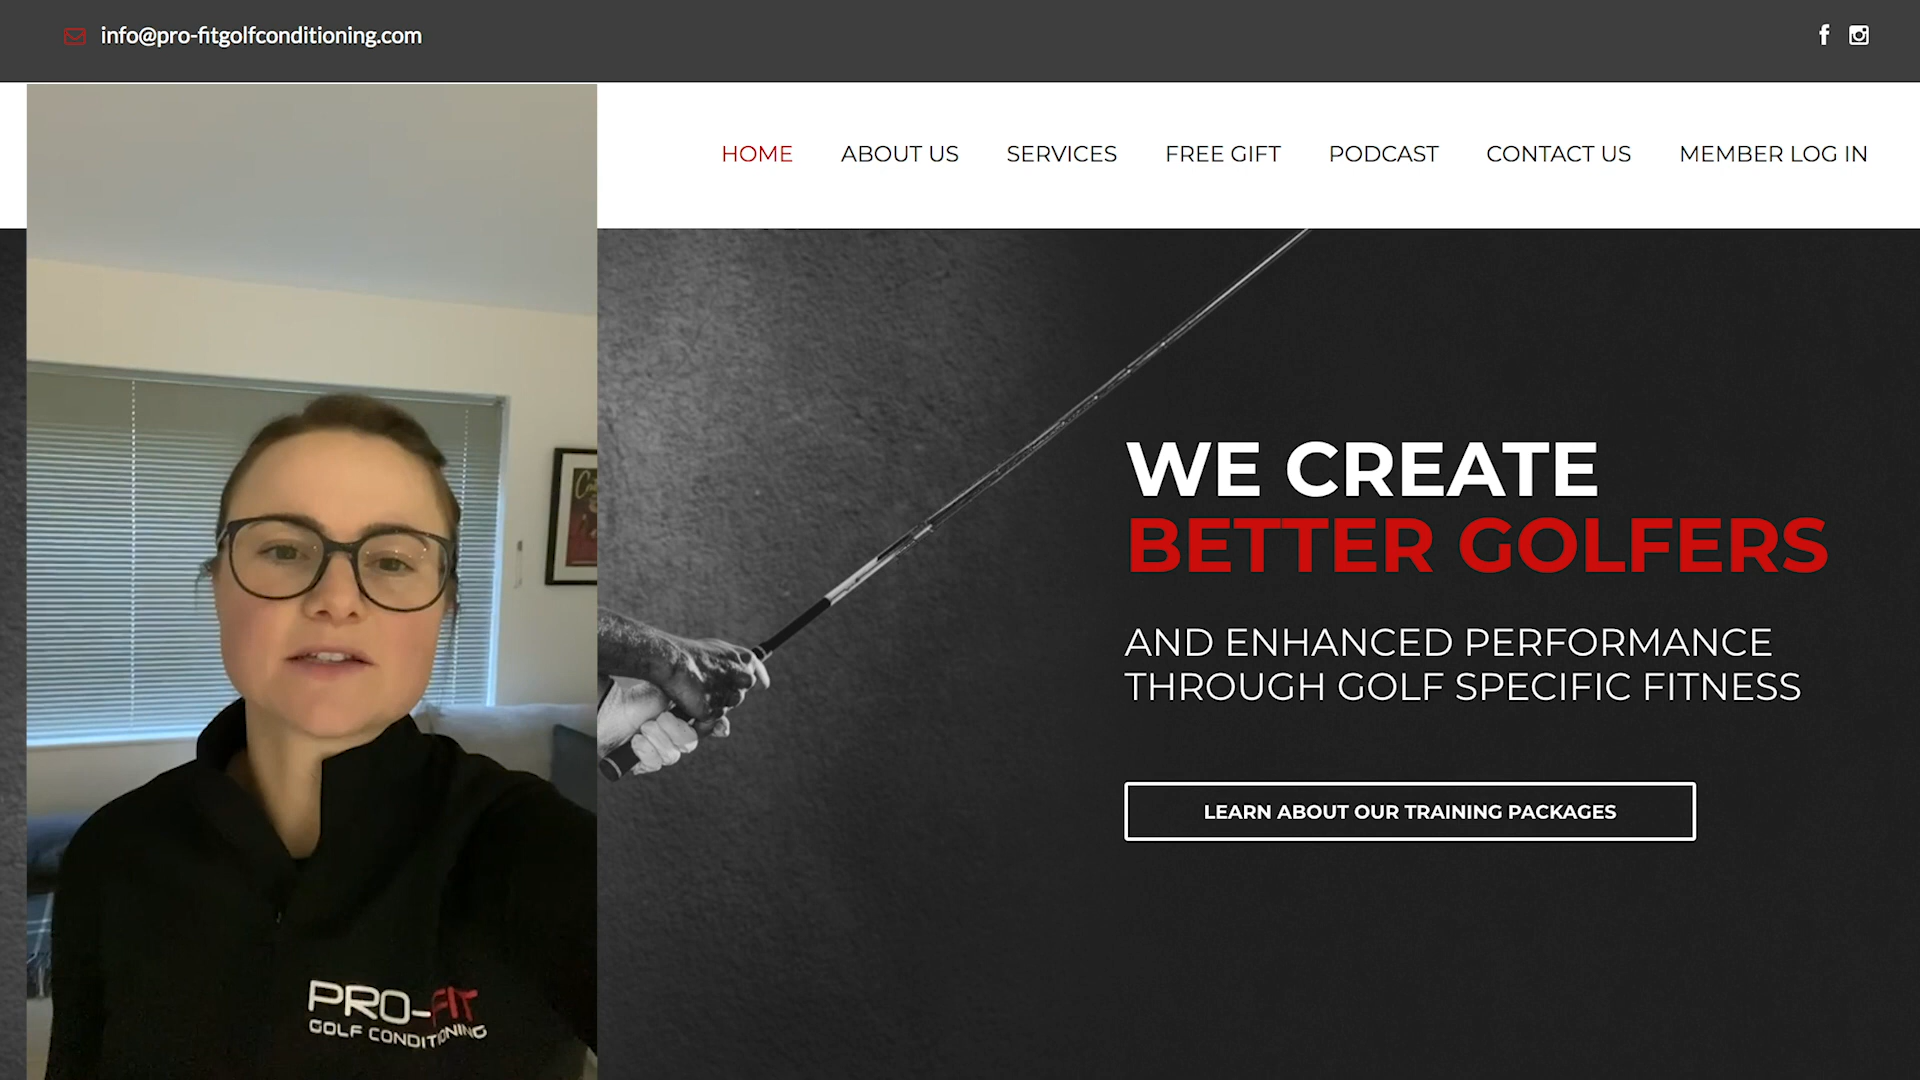 info@pro-fitgolfconditioning.com
HOME ABOUT US SERVICES FREE GIFT PODCAST CONTACT US MEMBER LOG IN
WE CREATE
BETTER GOLFERS
AND ENHANCED PERFORMANCE
THROUGH GOLF SPECIFIC FITNESS
LEARN ABOUT OUR TRAINING PACKAGES
PRO-FIT
GOLF CONDITIONING